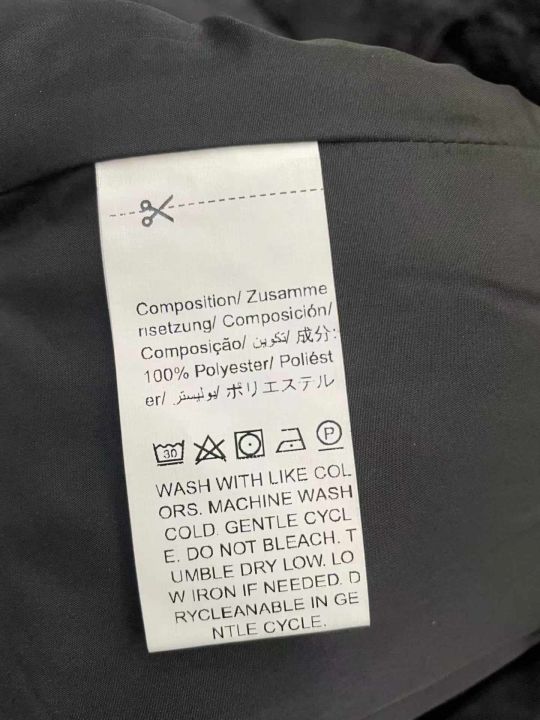 Composition/ Zusamme
nsetzung/ Composición/
Composição/ تكوين/ 成分:
100% Polyester/ Poliést
er/ بوليستر/ ポリエステル
30 P
WASH WITH LIKE COL
ORS. MACHINE WASH
COLD. GENTLE CYCL
E. DO NOT BLEACH. T
UMBLE DRY LOW. LO
W IRON IF NEEDED. D
RYCLEANABLE IN GE
NTLE CYCLE.